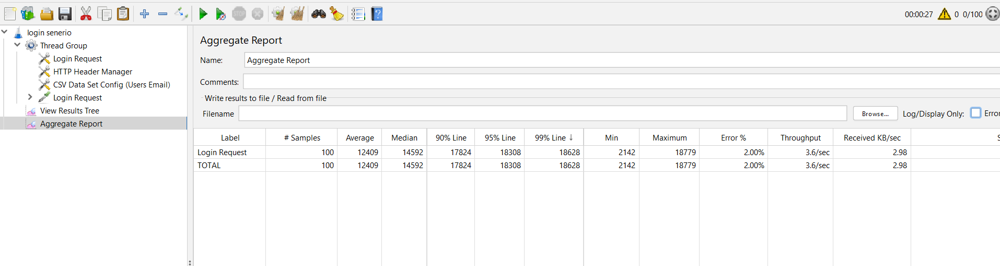 STOP
?
00:00:27 0 0/100
login senerio
Thread Group
Login Request
HTTP Header Manager
CSV Data Set Config (Users Email)
Login Request
View Results Tree
Aggregate Report
Aggregate Report
Name: Aggregate Report
Comments:
Write results to file / Read from file
Filename Browse... Log/Display Only:
Label # Samples Average Median 90% Line 95% Line 99% Line ↓ Min Maximum Error % Throughput Received KB/sec
Login Request 100 12409 14592 17824 18308 18628 2142 18779 2.00% 3.6/sec 2.98
TOTAL 100 12409 14592 17824 18308 18628 2142 18779 2.00% 3.6/sec 2.98